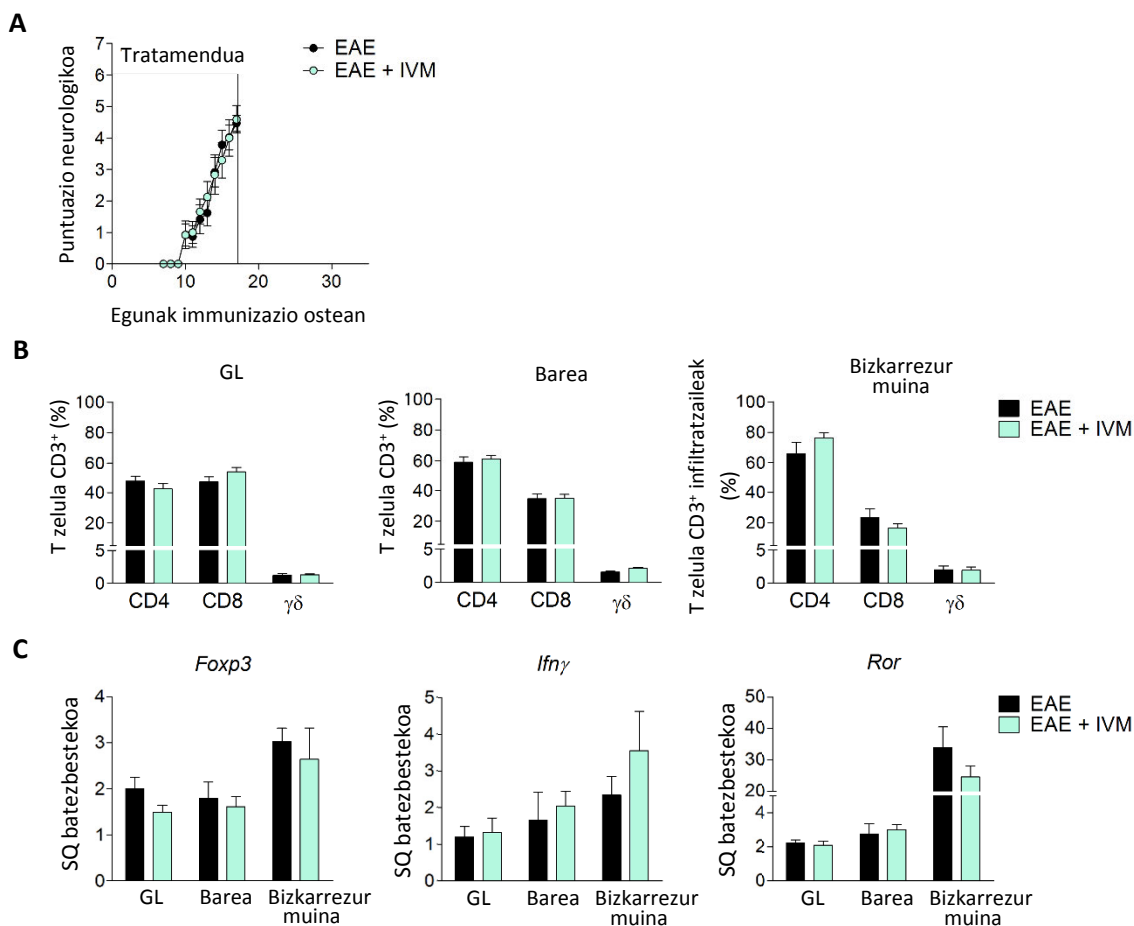 A
Tratamendua
EAE
EAE + IVM
Puntuazio neurologikoa
7
6
5
4
3
2
1
0
0 10 20 30
Egunak immunizazio ostean
B
GL
T zelula CD3⁺ (%)
100
80
60
40
20
5
0
CD4 CD8 γδ
Barea
T zelula CD3⁺ (%)
100
80
60
40
20
5
0
CD4 CD8 γδ
Bizkarrezur
muina
T zelula CD3⁺ infiltratzaileak
(%)
100
80
60
40
20
5
0
CD4 CD8 γδ
EAE
EAE + IVM
C
Foxp3
SQ batezbestekoa
4
3
2
1
0
GL Barea Bizkarrezur
muina
Ifnγ
SQ batezbestekoa
5
4
3
2
1
0
GL Barea Bizkarrezur
muina
Ror
SQ batezbestekoa
50
40
30
20
4
2
0
GL Barea Bizkarrezur
muina
EAE
EAE + IVM